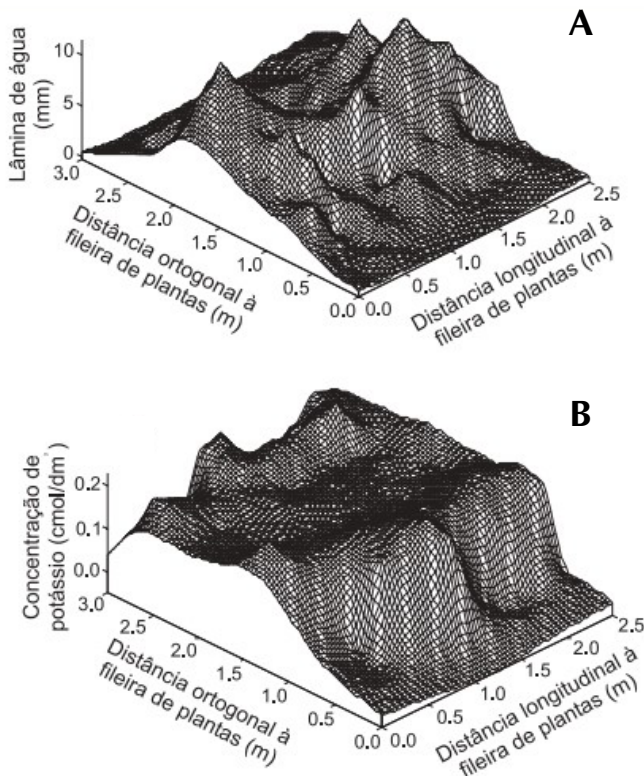 A
Lâmina de água
(mm)
10
5
0
3.0
2.5
2.0
1.5
1.0
0.5
0.0
0.0
0.5
1.0
1.5
2.0
2.5
Distância ortogonal à
fileira de plantas (m)
Distância longitudinal à
fileira de plantas (m)
B
Concentração de
potássio (cmol/dm³)
0.2
0.1
0.0
3.0
2.5
2.0
1.5
1.0
0.5
0.0
0.0
0.5
1.0
1.5
2.0
2.5
Distância ortogonal à
fileira de plantas (m)
Distância longitudinal à
fileira de plantas (m)